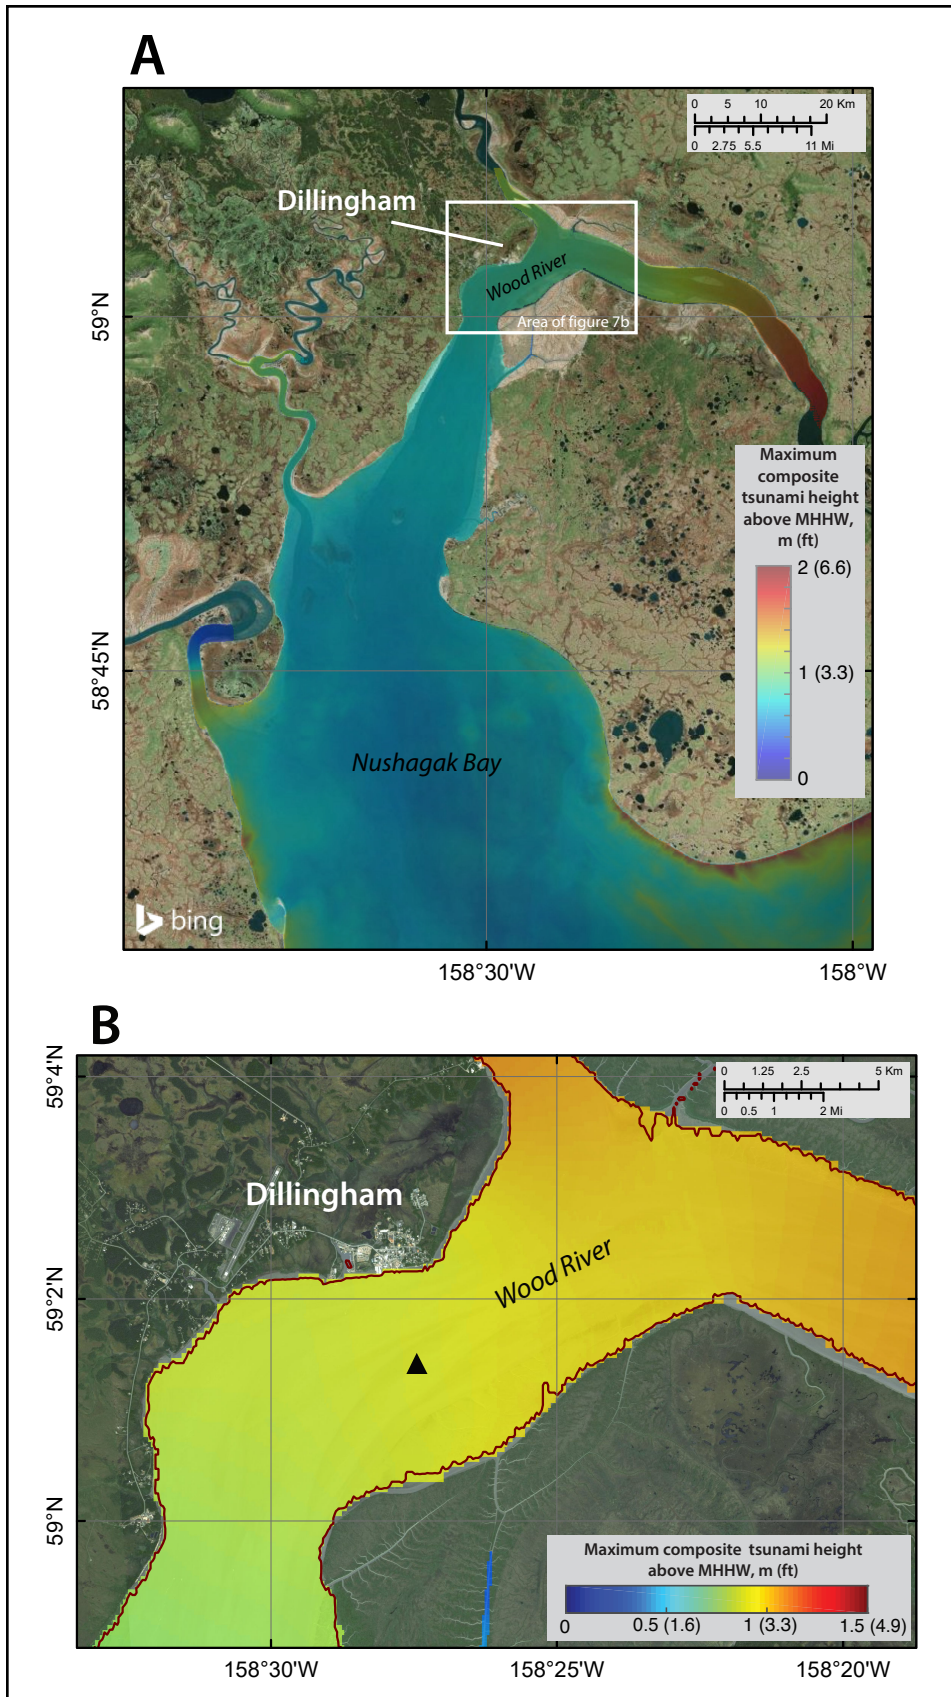 A
0 5 10 20 Km
0 2.75 5.5 11 Mi
Dillingham
Wood River
Area of figure 7b
59°N
Maximum
composite
tsunami height
above MHHW,
m (ft)
2 (6.6)
1 (3.3)
0
58°45'N
Nushagak Bay
bing
158°30'W 158°W
B
59°4'N
0 1.25 2.5 5 Km
0 0.5 1 2 Mi
Dillingham
Wood River
59°2'N
59°N
Maximum composite tsunami height
above MHHW, m (ft)
0 0.5 (1.6) 1 (3.3) 1.5 (4.9)
158°30'W 158°25'W 158°20'W